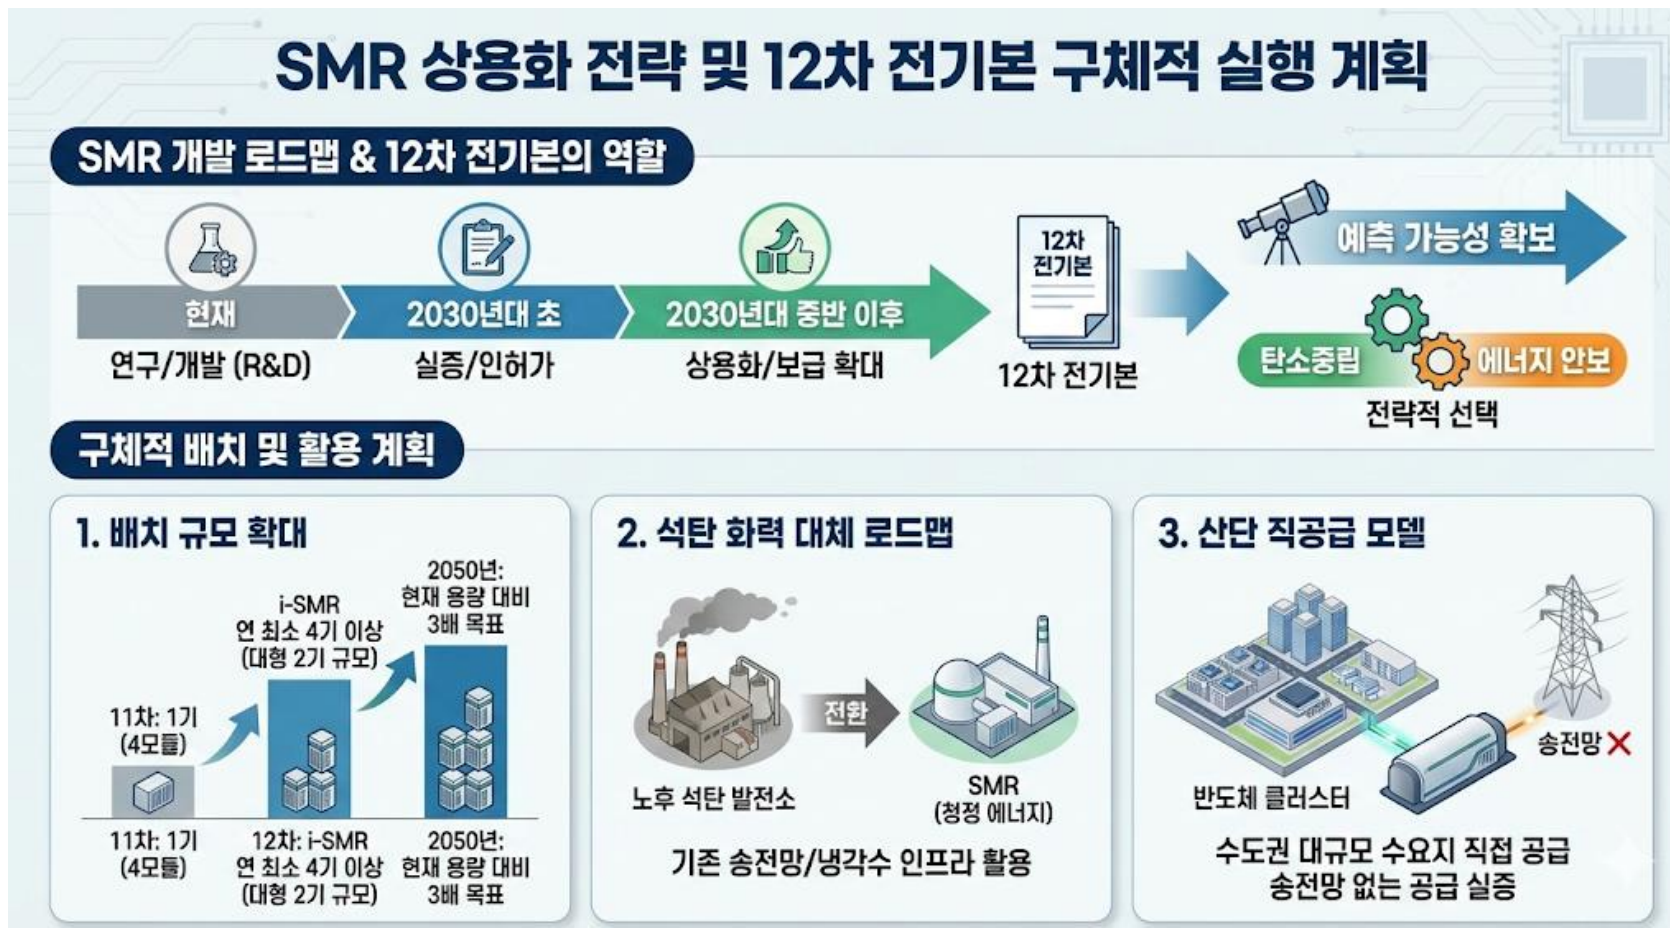 SMR 상용화 전략 및 12차 전기본 구체적 실행 계획
SMR 개발 로드맵 & 12차 전기본의 역할
현재
연구/개발 (R&D)
2030년대 초
실증/인허가
2030년대 중반 이후
상용화/보급 확대
12차
전기본
12차 전기본
예측 가능성 확보
탄소중립
에너지 안보
전략적 선택
구체적 배치 및 활용 계획
1. 배치 규모 확대
11차: 1기
(4모듈)
i-SMR
연 최소 4기 이상
(대형 2기 규모)
2050년:
현재 용량 대비
3배 목표
11차: 1기
(4모듈)
12차: i-SMR
연 최소 4기 이상
(대형 2기 규모)
2050년:
현재 용량 대비
3배 목표
2. 석탄 화력 대체 로드맵
전환
노후 석탄 발전소
SMR
(청정 에너지)
기존 송전망/냉각수 인프라 활용
3. 산단 직공급 모델
송전망
반도체 클러스터
수도권 대규모 수요지 직접 공급
송전망 없는 공급 실증